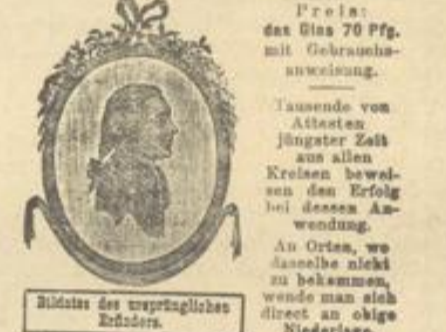 Preis:
das Glas 70 Pfg.
mit Gebrauchs-
anweisung.
Tausende von
Attesten
jüngster Zeit
aus allen
Kreisen bewei-
sen den Erfolg
bei dessen An-
wendung.
An Orten, wo
dasselbe nicht
zu bekommen,
wende man sich
direct an obige
Niederlage
Bildniss des ursprünglichen
Erfinders.